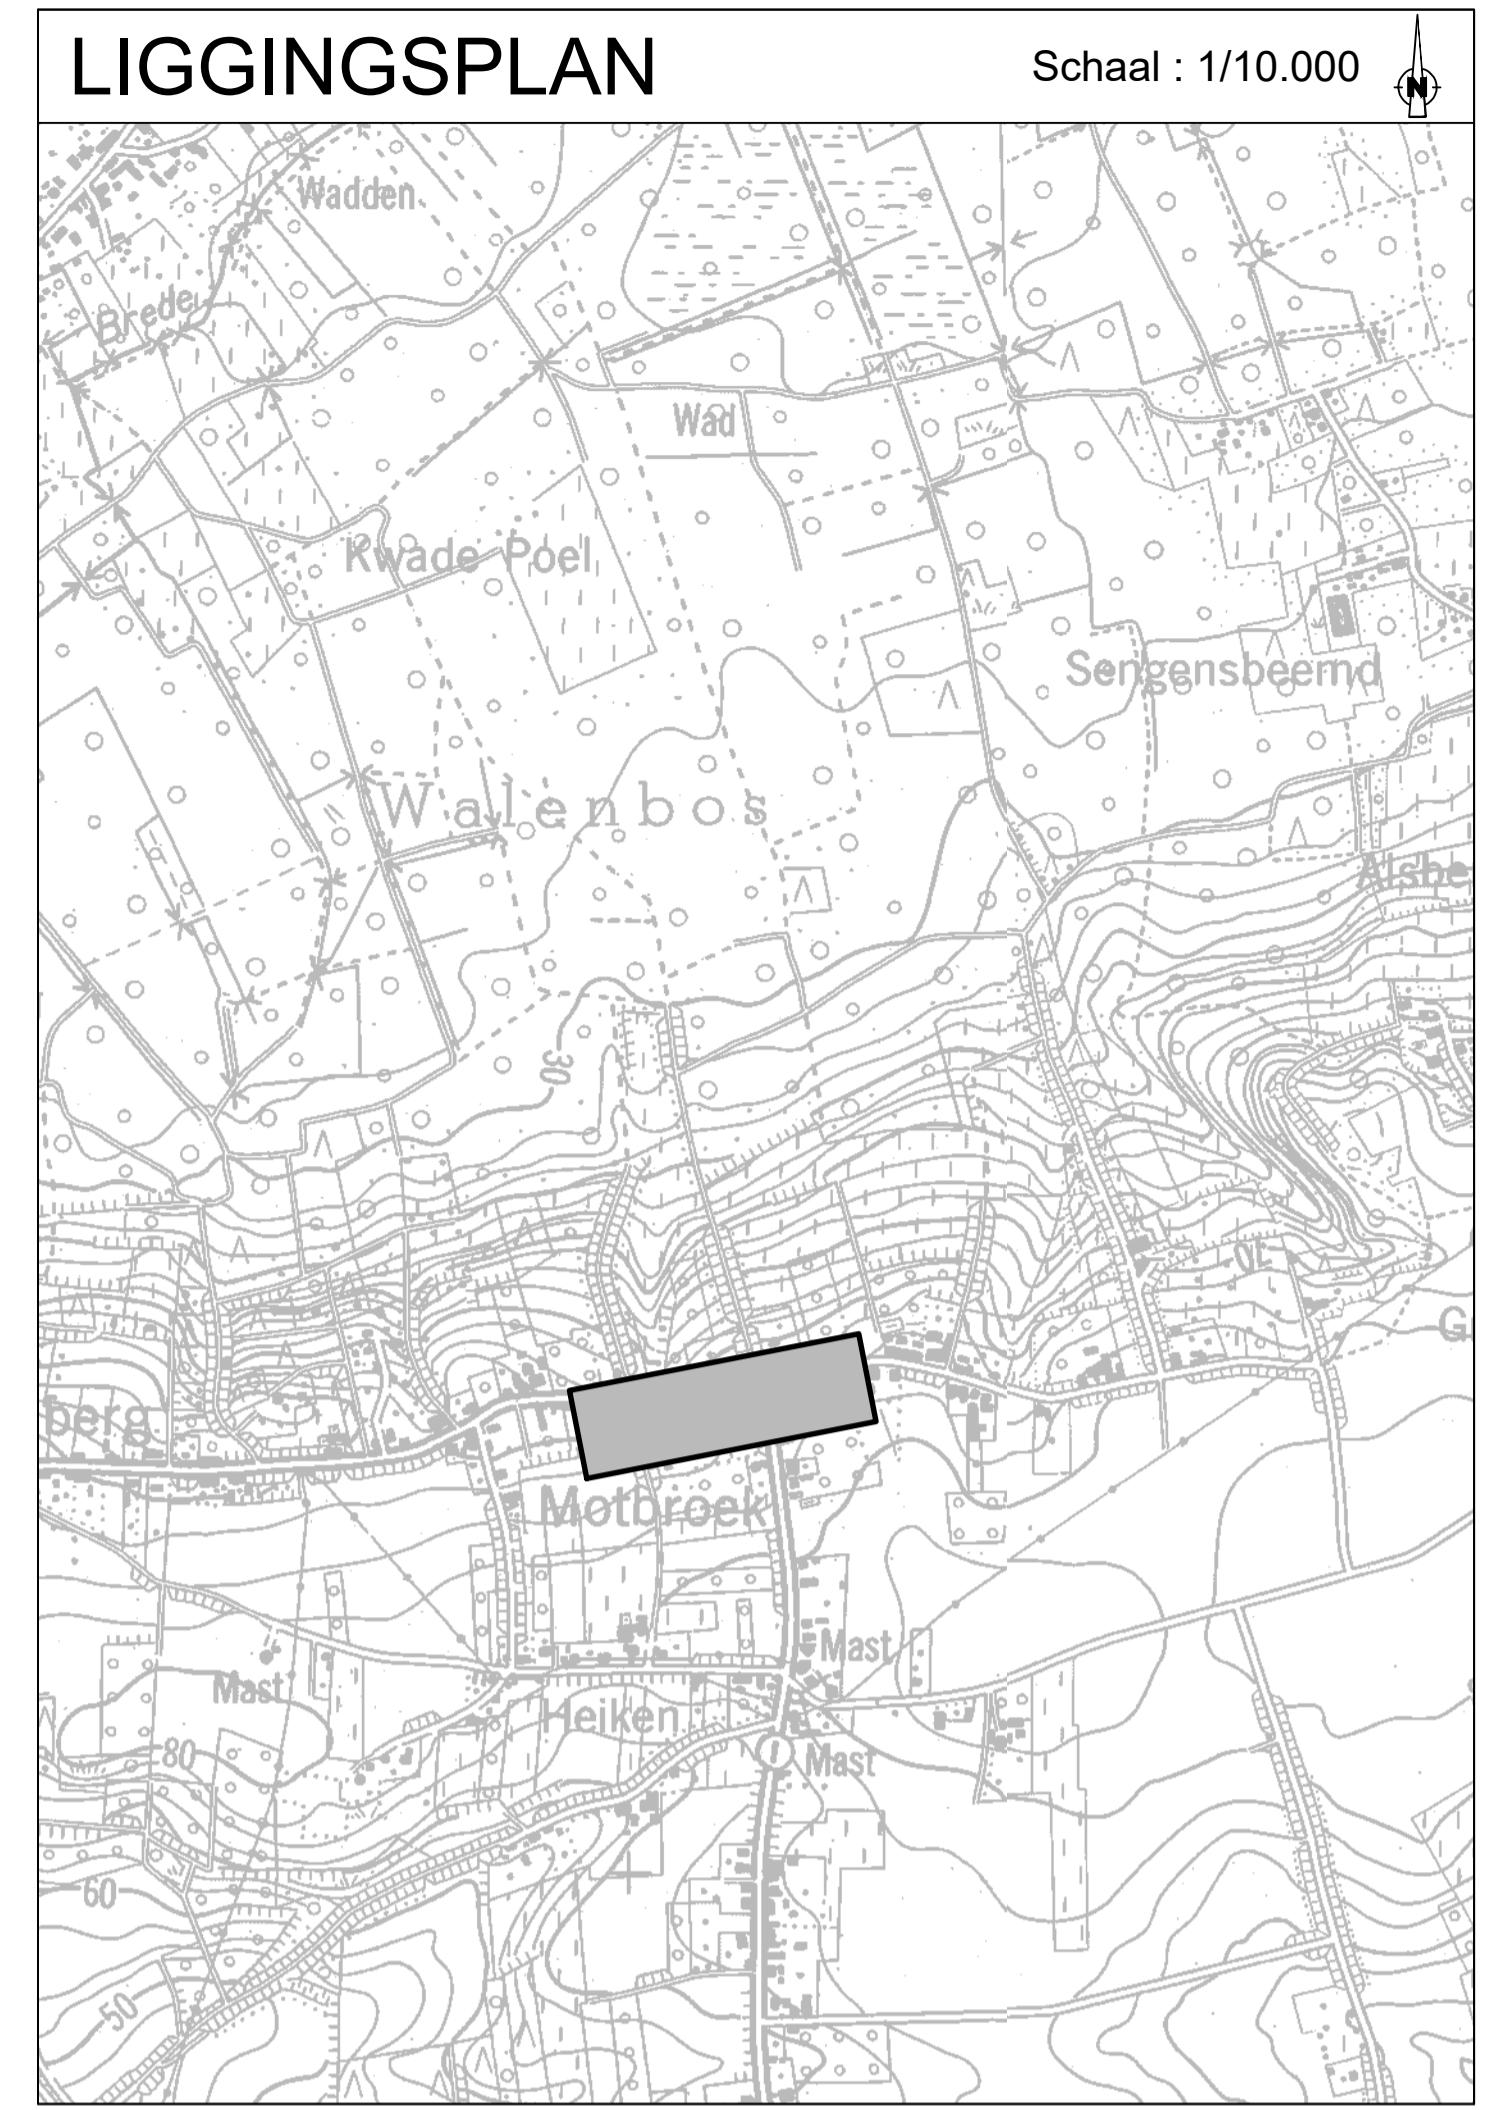 LIGGINGSPLAN
Schaal : 1/10.000
N
Wadden
Brede
Wad
Kwade Poel
Sengensbeernd
Walenbos
Alsbe
30
70
G
berg
Motbroek
Mast
Mast
Heiken
80
Mast
60
50